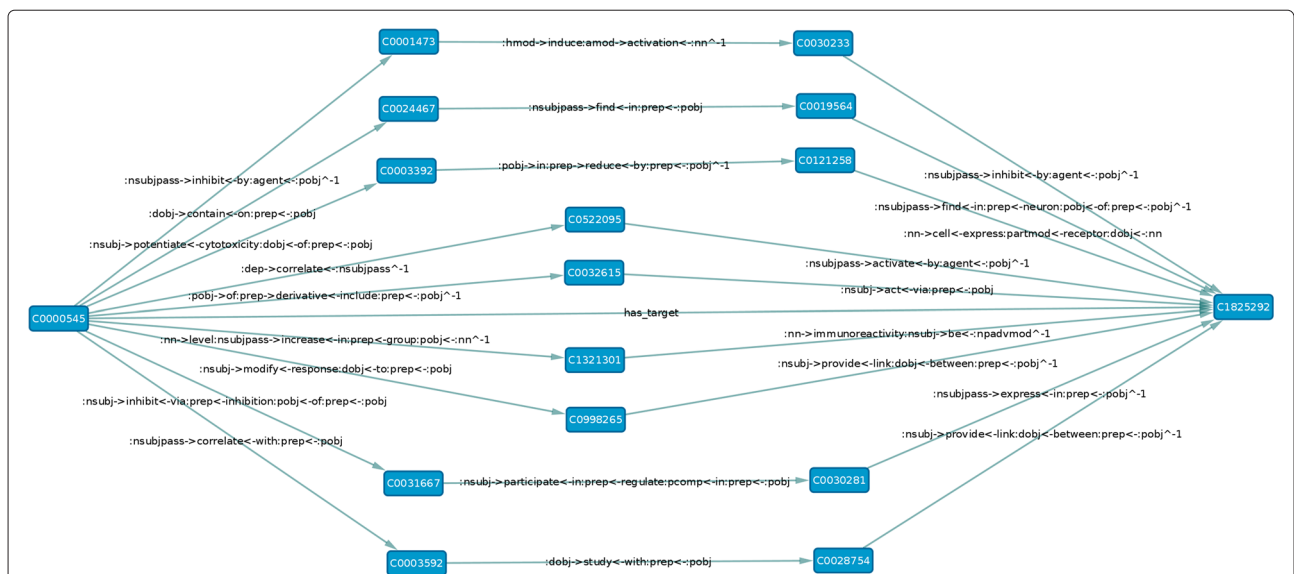 C0001473
:hmod->induce:amod->activation<-:nn^-1
C0030233
C0024467
:nsubjpass->find<-in:prep<-:pobj
C0019564
C0003392
:pobj->in:prep->reduce<-by:prep<-:pobj^-1
C0121258
:nsubjpass->inhibit<-by:agent<-:pobj^-1
:nsubjpass->inhibit<-by:agent<-:pobj^-1
:dobj->contain<-on:prep<-:pobj
:nsubjpass->find<-in:prep<-neuron:pobj<-of:prep<-:pobj^-1
C0522095
:nsubj->potentiate<-cytotoxicity:dobj<-of:prep<-:pobj
:nn->cell<-express:partmod<-receptor:dobj<-:nn
:dep->correlate<-:nsubjpass^-1
C0032615
:nsubjpass->activate<-by:agent<-:pobj^-1
:pobj->of:prep->derivative<-include:prep<-:pobj^-1
:nsubj->act<-via:prep<-:pobj
C0000545
has_target
C1825292
:nn->level:nsubjpass->increase<-in:prep<-group:pobj<-:nn^-1
:nn->immunoreactivity:nsubj->be<-:npadvmod^-1
C1321301
:nsubj->modify<-response:dobj<-to:prep<-:pobj
:nsubj->provide<-link:dobj<-between:prep<-:pobj^-1
:nsubj->inhibit<-via:prep<-inhibition:pobj<-of:prep<-:pobj
:nsubjpass->express<-in:prep<-:pobj^-1
C0998265
:nsubjpass->correlate<-with:prep<-:pobj
:nsubj->provide<-link:dobj<-between:prep<-:pobj^-1
C0031667
:nsubj->participate<-in:prep<-regulate:pcomp<-in:prep<-:pobj
C0030281
C0003592
:dobj->study<-with:prep<-:pobj
C0028754